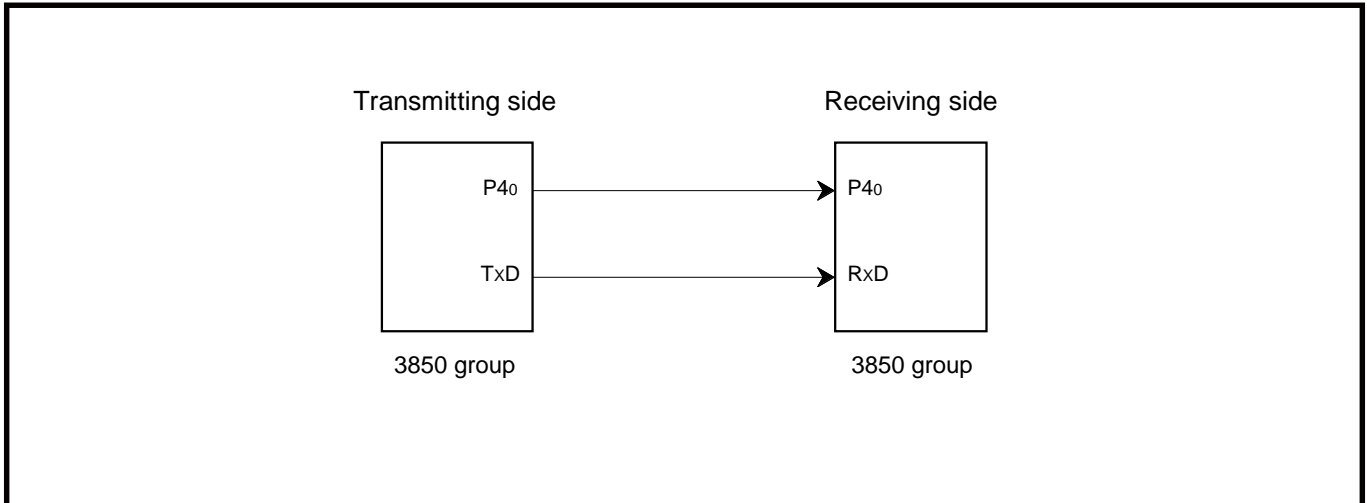 Transmitting side
Receiving side
P40
P40
TxD
RxD
3850 group
3850 group